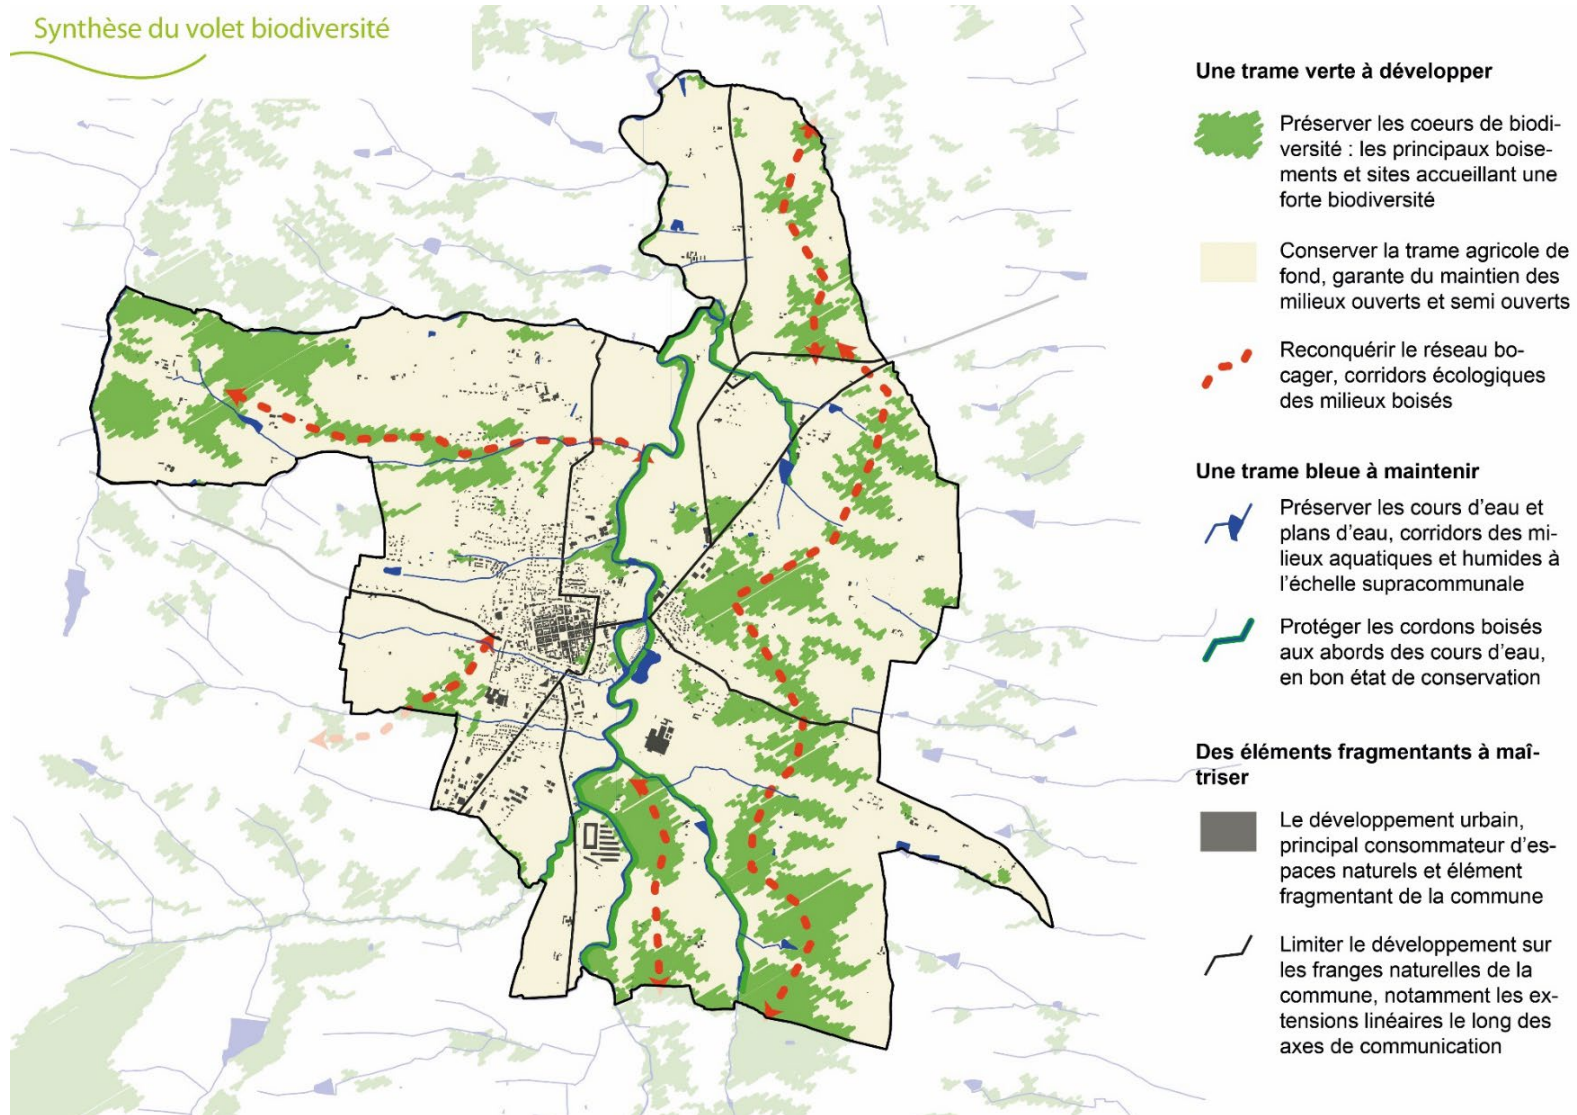 Synthèse du volet biodiversité
Une trame verte à développer
Préserver les coeurs de biodi-
versité : les principaux boise-
ments et sites accueillant une
forte biodiversité
Conserver la trame agricole de
fond, garante du maintien des
milieux ouverts et semi ouverts
Reconquérir le réseau bo-
cager, corridors écologiques
des milieux boisés
Une trame bleue à maintenir
Préserver les cours d'eau et
plans d'eau, corridors des mi-
lieux aquatiques et humides à
l'échelle supracommunale
Protéger les cordons boisés
aux abords des cours d'eau,
en bon état de conservation
Des éléments fragmentants à maî-
triser
Le développement urbain,
principal consommateur d'es-
paces naturels et élément
fragmentant de la commune
Limiter le développement sur
les franges naturelles de la
commune, notamment les ex-
tensions linéaires le long des
axes de communication